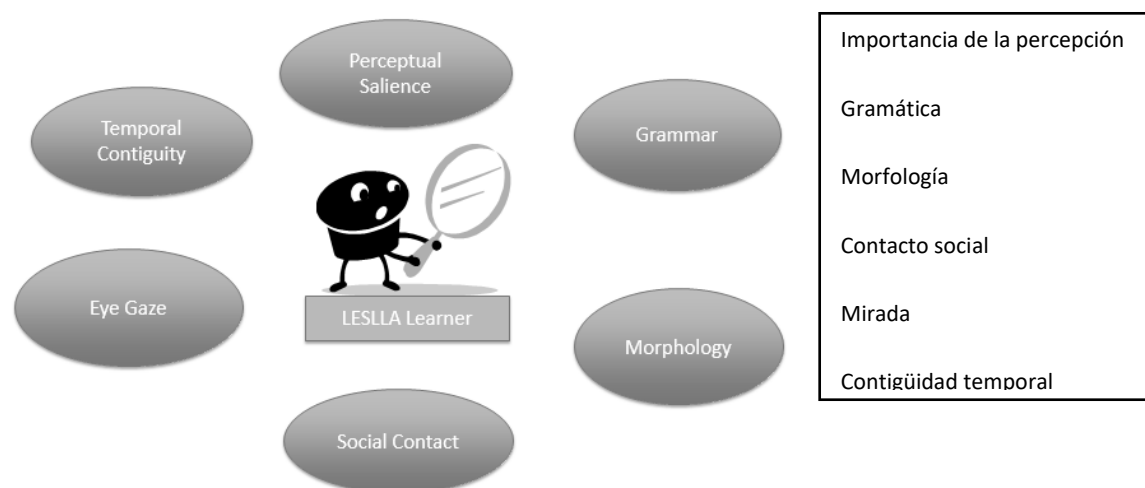 Perceptual
Salience
Temporal
Contiguity
Grammar
Eye Gaze
LESLLA Learner
Morphology
Social Contact
Importancia de la percepción
Gramática
Morfología
Contacto social
Mirada
Contigüidad temporal